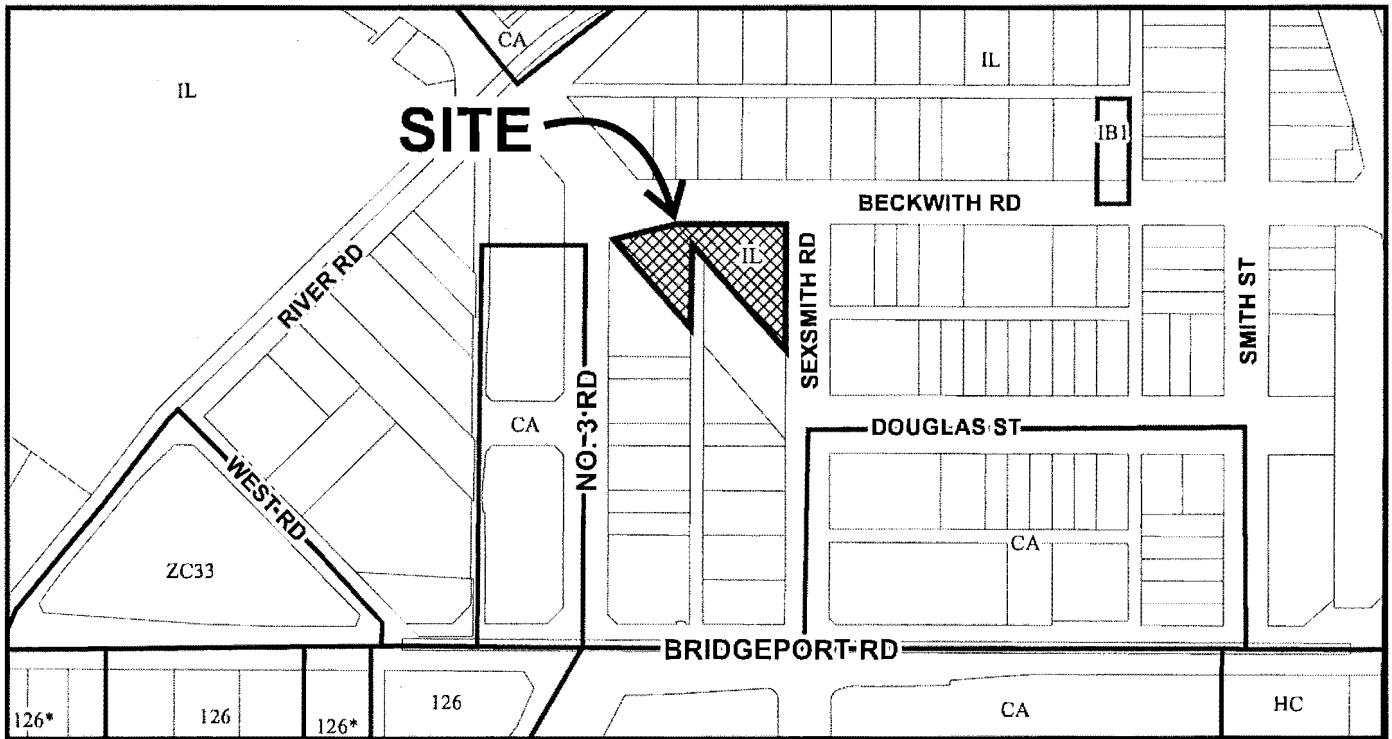 CA
IL
IL
SITE
IB1
BECKWITH RD
IL
RIVER RD
SEXSMITH RD
SMITH ST
NO. 3 RD
CA
DOUGLAS ST
WEST RD
CA
ZC33
BRIDGEPORT RD
126*
126
126*
126
CA
HC